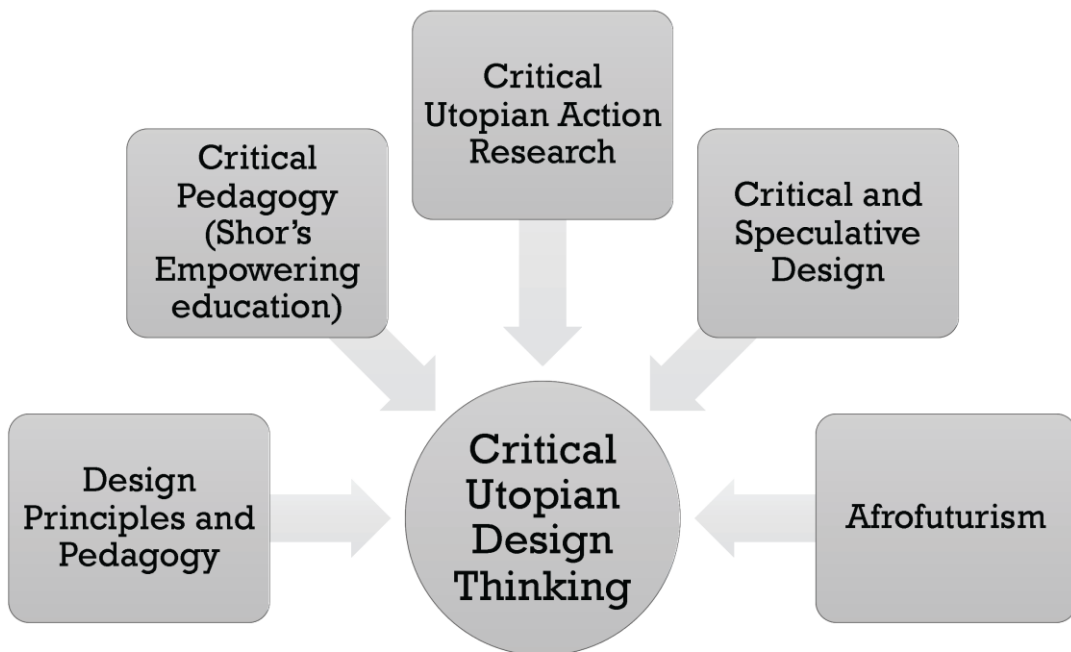 Critical
Utopian Action
Research
Critical
Pedagogy
(Shor's
Empowering
education)
Critical and
Speculative
Design
Design
Principles and
Pedagogy
Critical
Utopian
Design
Thinking
Afrofuturism